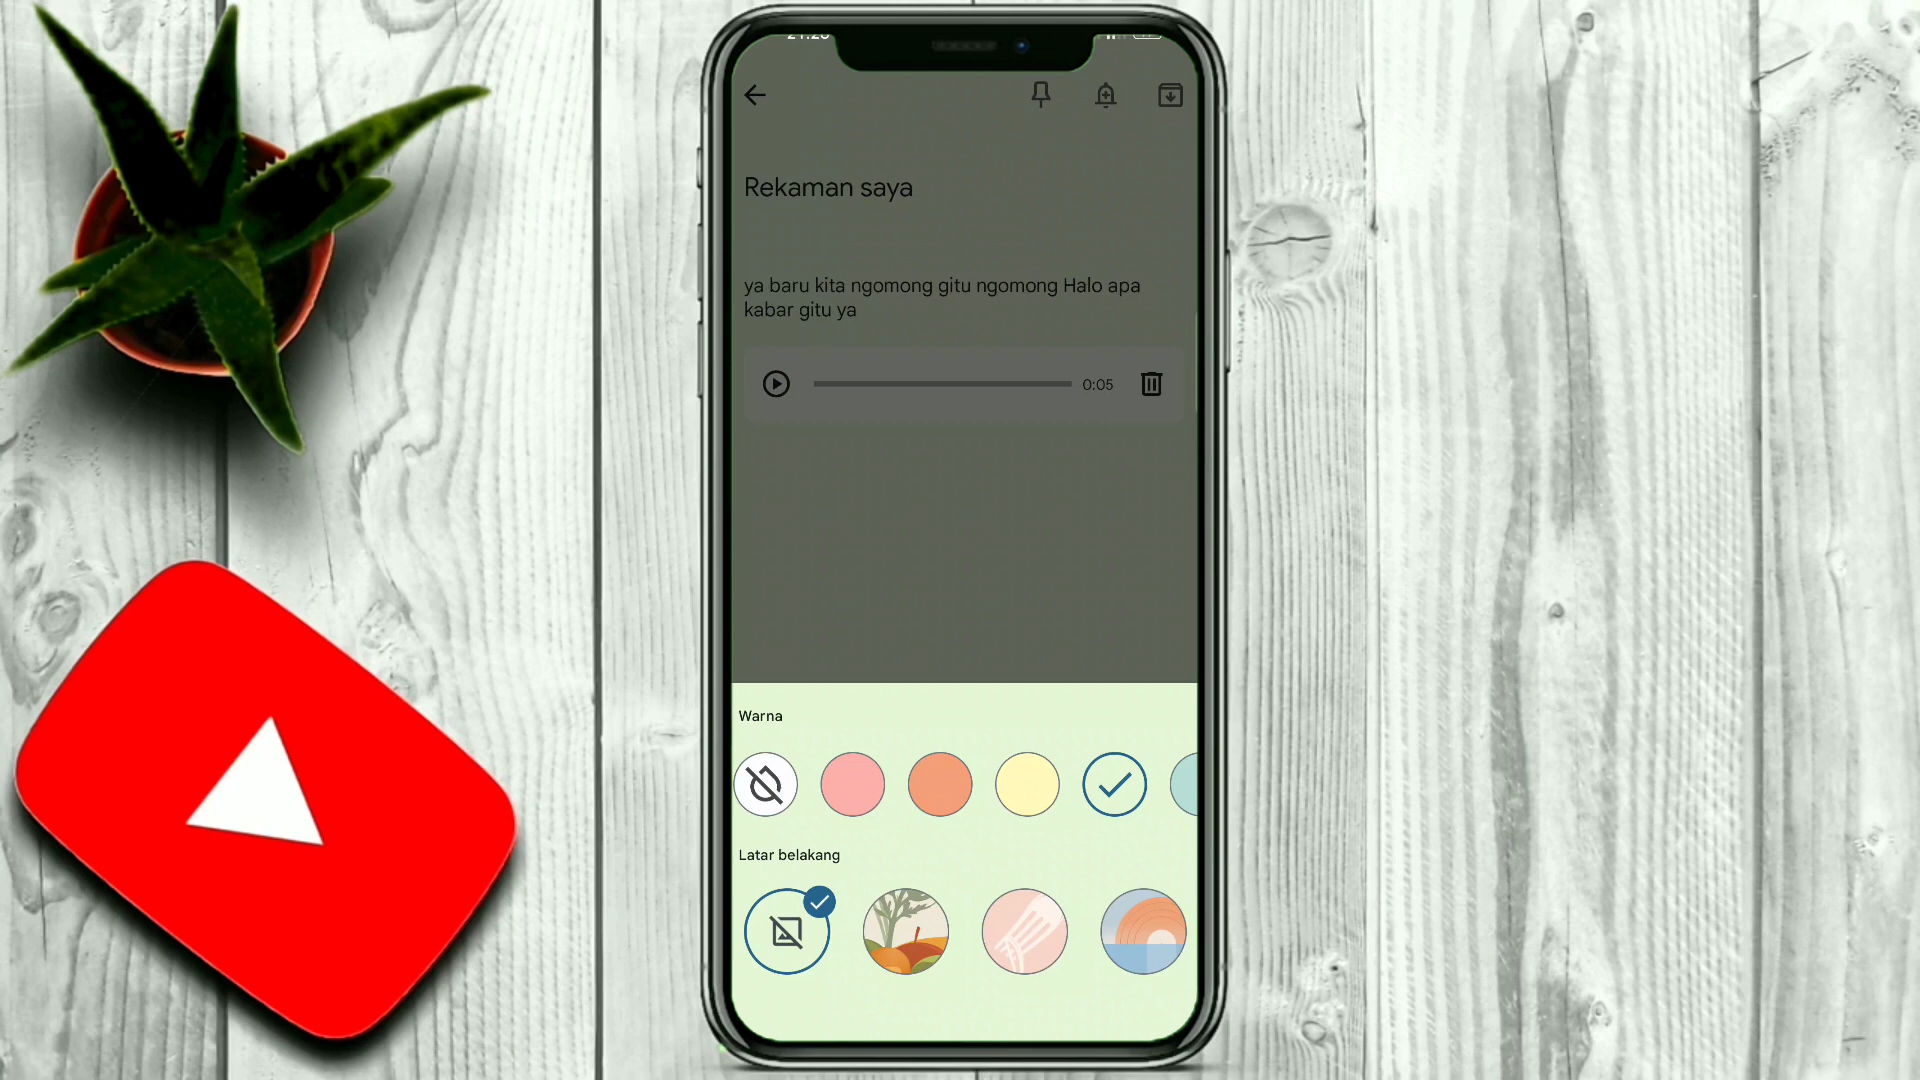 Rekaman saya
ya baru kita ngomong gitu ngomong Halo apa
kabar gitu ya
0:05
Warna
Latar belakang